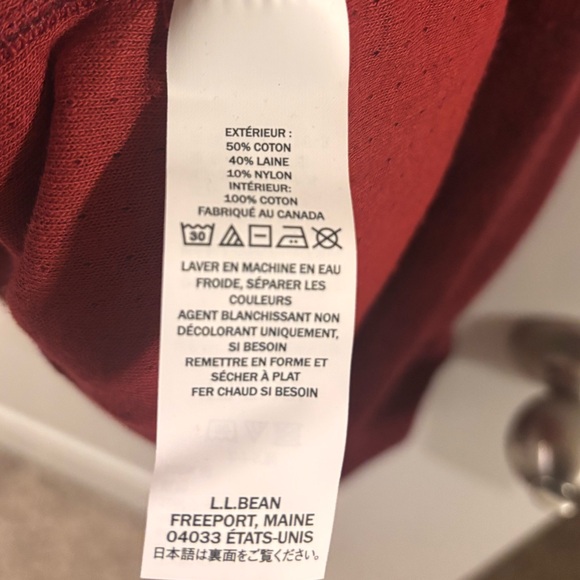 EXTÉRIEUR :
50% COTON
40% LAINE
10% NYLON
INTÉRIEUR:
100% COTON
FABRIQUÉ AU CANADA
30
LAVER EN MACHINE EN EAU
FROIDE, SÉPARER LES
COULEURS
AGENT BLANCHISSANT NON
DÉCOLORANT UNIQUEMENT,
SI BESOIN
REMETTRE EN FORME ET
SÉCHER À PLAT
FER CHAUD SI BESOIN
L.L.BEAN
FREEPORT, MAINE
04033 ÉTATS-UNIS
日本語は裏面をご覧ください。